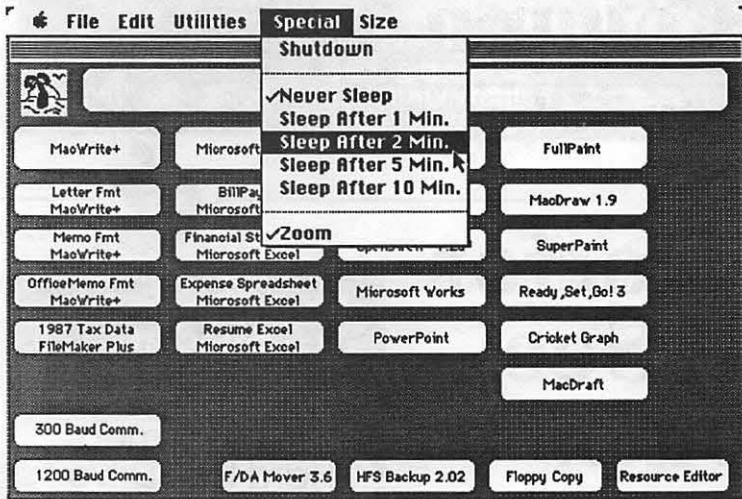 File Edit Utilities Special Size
Shutdown
✓Never Sleep
Sleep After 1 Min.
Sleep After 2 Min.
Sleep After 5 Min.
Sleep After 10 Min.
✓Zoom
MacWrite+
Microsoft
FullPaint
Letter Fmt
MacWrite+
BillPay
Microsoft
MacDraw 1.9
Memo Fmt
MacWrite+
Financial St
Microsoft Excel
SuperPaint
OfficeMemo Fmt
MacWrite+
Expense Spreadsheet
Microsoft Excel
Microsoft Works
Ready,Set,Go! 3
1987 Tax Data
FileMaker Plus
Resume Excel
Microsoft Excel
PowerPoint
Cricket Graph
MacDraft
300 Baud Comm.
1200 Baud Comm.
F/DA Mover 3.6
HFS Backup 2.02
Floppy Copy
Resource Editor